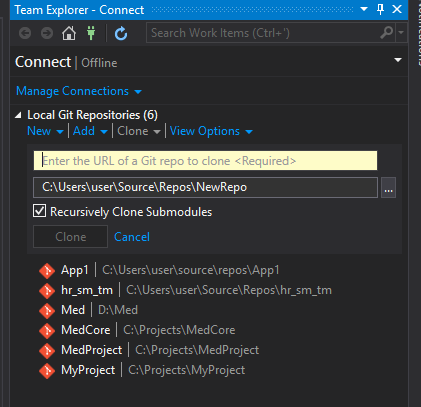 Team Explorer - Connect
Search Work Items (Ctrl+')
Connect | Offline
Manage Connections
Local Git Repositories (6)
New | Add | Clone | View Options
Enter the URL of a Git repo to clone <Required>
C:\Users\user\Source\Repos\NewRepo ...
Recursively Clone Submodules
Clone Cancel
App1 | C:\Users\user\source\repos\App1
hr_sm_tm | C:\Users\user\Source\Repos\hr_sm_tm
Med | D:\Med
MedCore | C:\Projects\MedCore
MedProject | C:\Projects\MedProject
MyProject | C:\Projects\MyProject